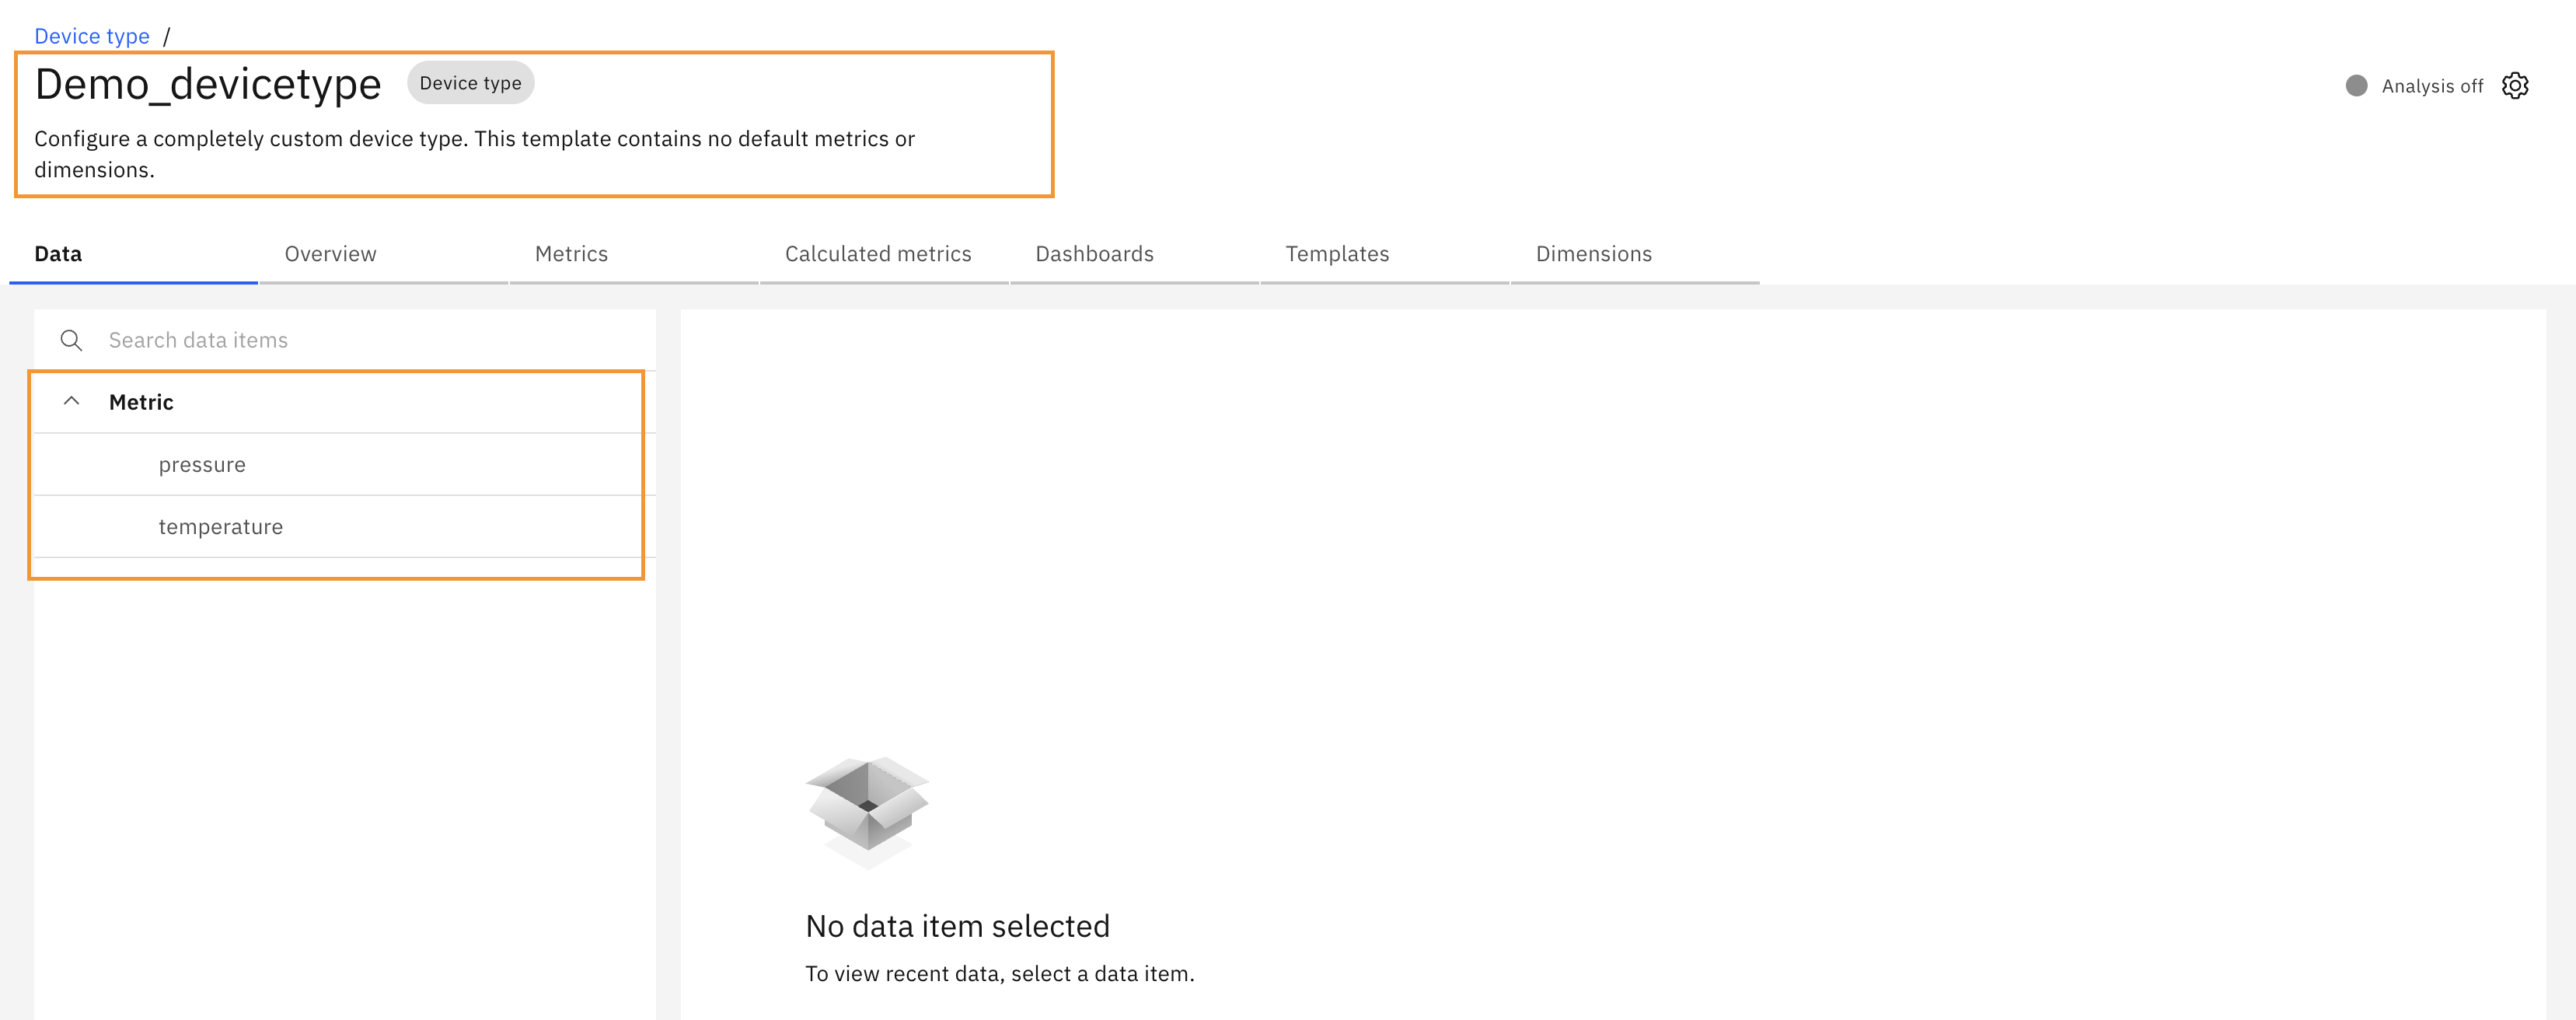 Device type /
Demo_devicetype Device type
Configure a completely custom device type. This template contains no default metrics or
dimensions.
Analysis off
Data Overview Metrics Calculated metrics Dashboards Templates Dimensions
Search data items
Metric
pressure
temperature
No data item selected
To view recent data, select a data item.